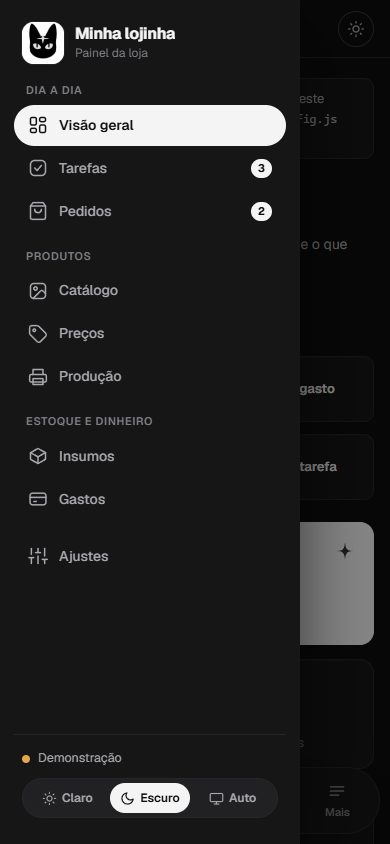 Minha lojinha
Painel da loja
DIA A DIA
Visão geral
Tarefas
3
Pedidos
2
PRODUTOS
Catálogo
Preços
Produção
ESTOQUE E DINHEIRO
Insumos
Gastos
Ajustes
Demonstração
Claro
Escuro
Auto
este
fig.js
e o que
gasto
tarefa
s
Mais